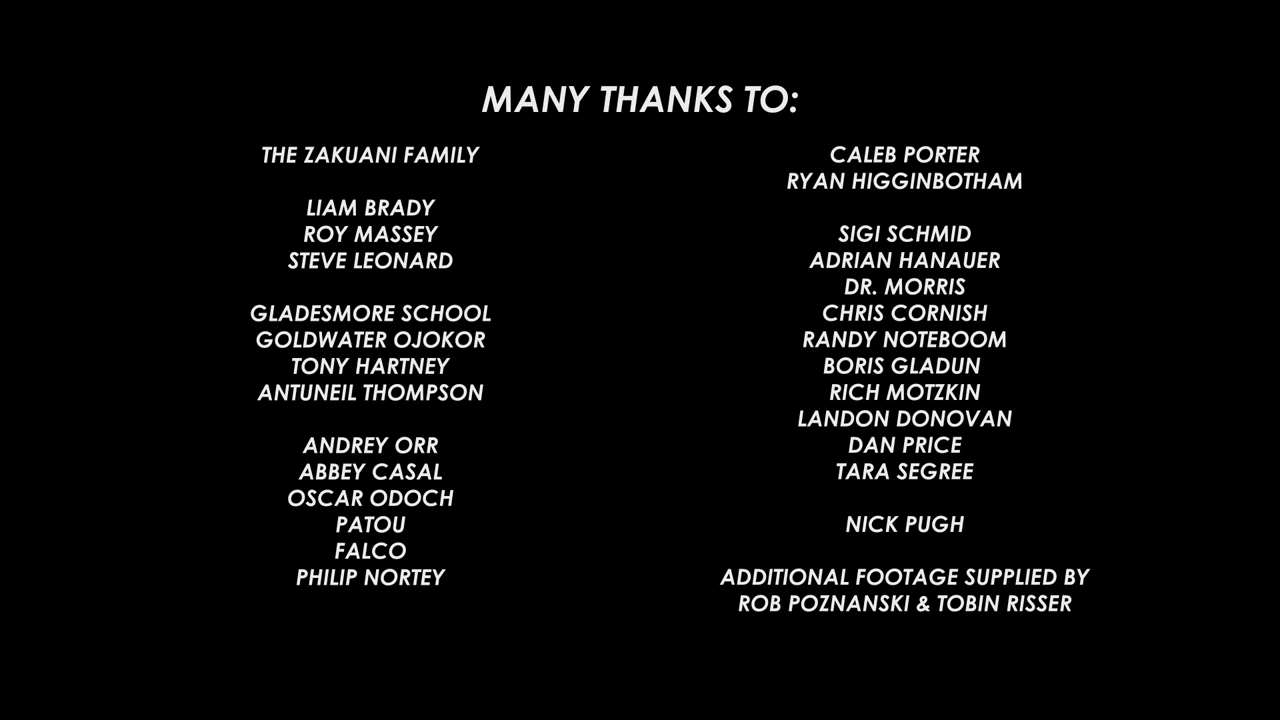 MANY THANKS TO:
THE ZAKUANI FAMILY
LIAM BRADY
ROY MASSEY
STEVE LEONARD
GLADESMORE SCHOOL
GOLDWATER OJOKOR
TONY HARTNEY
ANTUNEIL THOMPSON
ANDREY ORR
ABBEY CASAL
OSCAR ODOCH
PATOU
FALCO
PHILIP NORTEY
CALEB PORTER
RYAN HIGGINBOTHAM
SIGI SCHMID
ADRIAN HANAUER
DR. MORRIS
CHRIS CORNISH
RANDY NOTEBOOM
BORIS GLADUN
RICH MOTZKIN
LANDON DONOVAN
DAN PRICE
TARA SEGREE
NICK PUGH
ADDITIONAL FOOTAGE SUPPLIED BY
ROB POZNANSKI & TOBIN RISSER